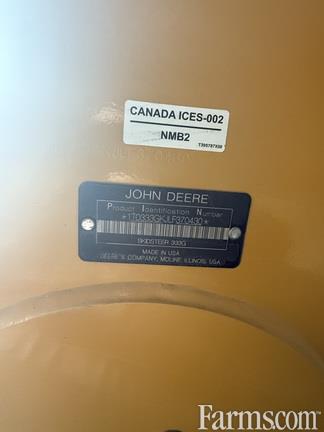 CANADA ICES-002
NMB2
T395787X00
JOHN DEERE
Product Identification Number
*1T0333GKJLF370430*
SKIDSTEER 333G
MADE IN USA
DEERE & COMPANY, MOLINE, ILLINOIS, USA
Farms.com